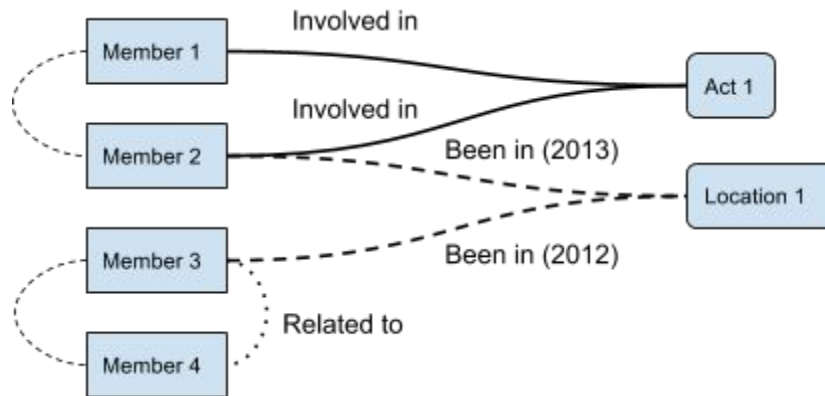 Involved in
Member 1
Act 1
Involved in
Member 2
Been in (2013)
Location 1
Member 3
Been in (2012)
Related to
Member 4